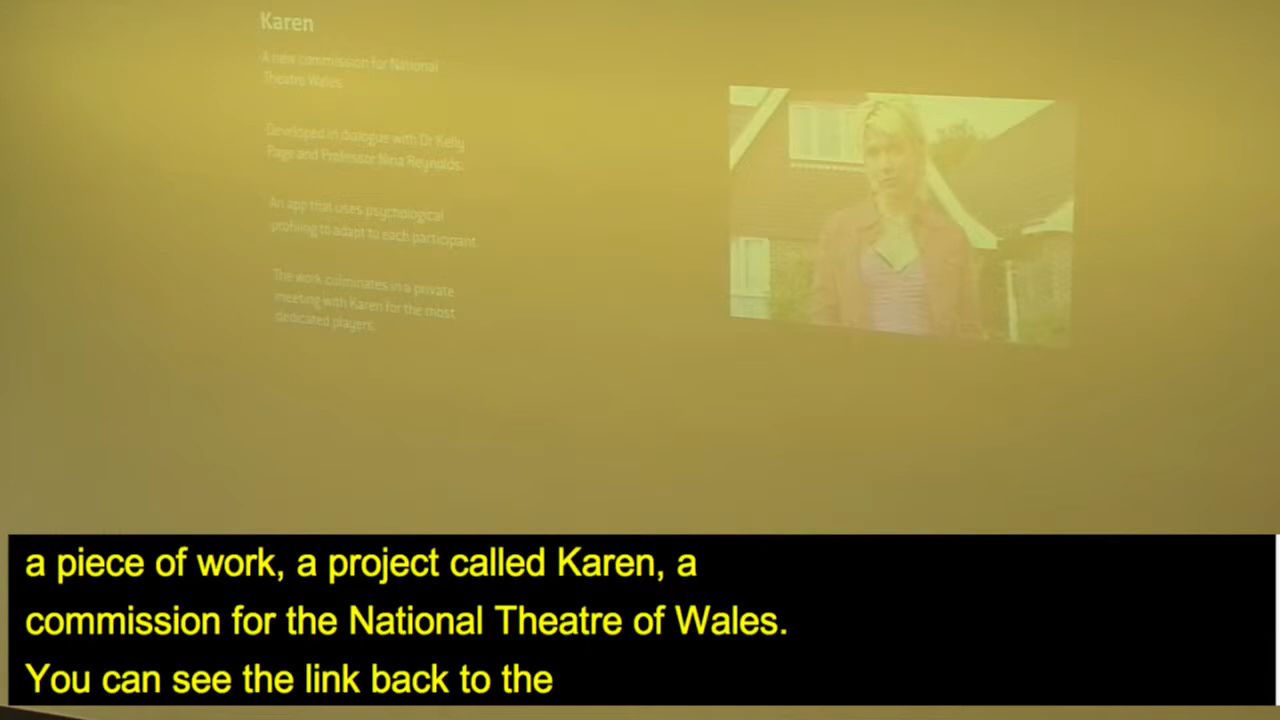 Karen
A new commission for National
Theatre Wales.
Developed in dialogue with Dr Kelly
Page and Professor Nina Reynolds.
An app that uses psychological
profiling to adapt to each participant.
The work culminates in a private
meeting with Karen for the most
dedicated players.
a piece of work, a project called Karen, a
commission for the National Theatre of Wales.
You can see the link back to the